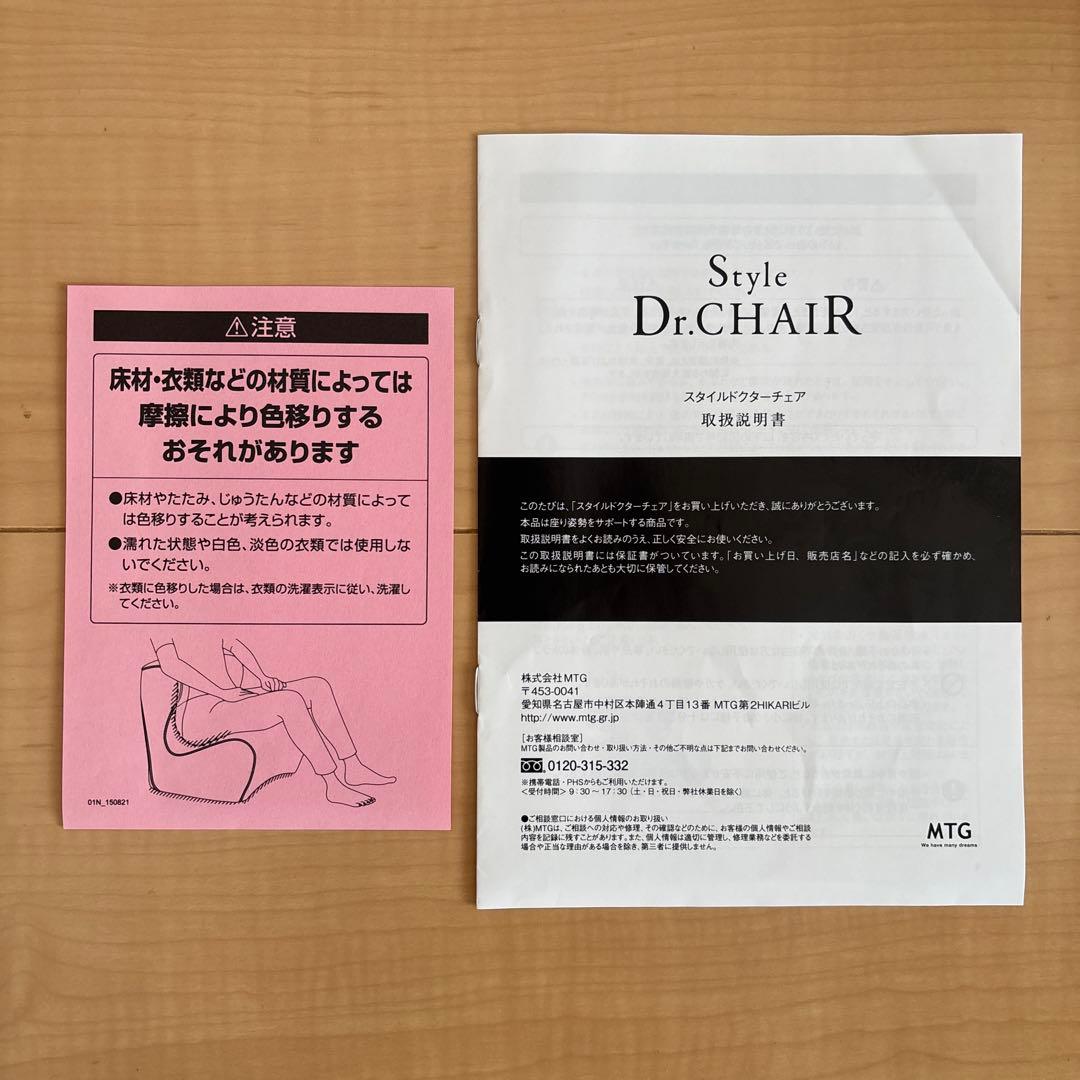 ⚠注意
床材・衣類などの材質によっては
摩擦により色移りする
おそれがあります
●床材やたたみ、じゅうたんなどの材質によって
は色移りすることが考えられます。
●濡れた状態や白色、淡色の衣類では使用しな
いでください。
※衣類に色移りした場合は、衣類の洗濯表示に従い、洗濯し
てください。
01N_150821
Style
Dr.CHAIR
スタイルドクターチェア
取扱説明書
このたびは、「スタイルドクターチェア」をお買い上げいただき、誠にありがとうございます。
本品は座り姿勢をサポートする商品です。
取扱説明書をよくお読みのうえ、正しく安全にお使いください。
この取扱説明書には保証書がついています。「お買い上げ日、販売店名」などの記入を必ず確かめ、
お読みになられたあとも大切に保管してください。
株式会社MTG
〒453-0041
愛知県名古屋市中村区本陣通4丁目13番 MTG第2HIKARIビル
http://www.mtg.gr.jp
[お客様相談室]
MTG製品のお問い合わせ・取り扱い方法・その他ご不明な点は下記までお問い合わせください。
0120-315-332
※携帯電話・PHSからもご利用いただけます。
<受付時間> 9:30~17:30 (土・日・祝日・弊社休業日を除く)
●ご相談窓口における個人情報のお取り扱い
(株)MTGは、ご相談への対応や修理、その確認などのために、お客様の個人情報やご相談
内容を記録に残すことがあります。また、個人情報は適切に管理し、修理業務などを委託する
場合や正当な理由がある場合を除き、第三者に提供しません。
MTG
We have many dreams